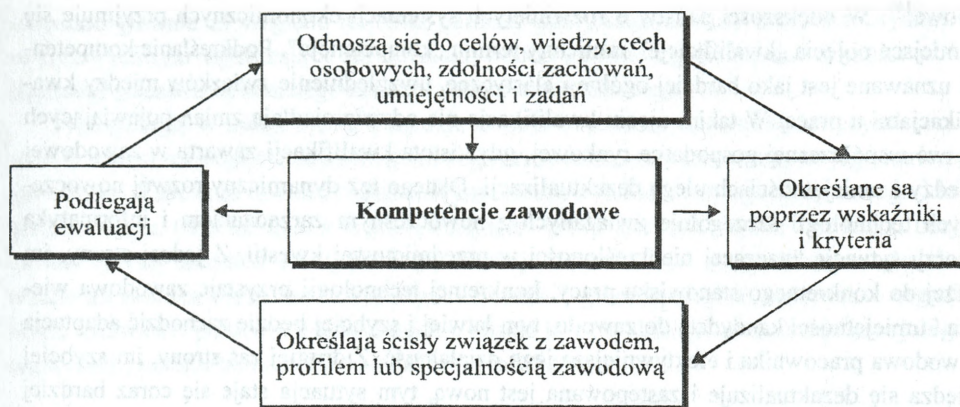 Odnoszą się do celów, wiedzy, cech
osobowych, zdolności zachowań,
umiejętności i zadań
Podlegają
ewaluacji
Kompetencje zawodowe
Określane są
poprzez wskaźniki
i kryteria
Określają ścisły związek z zawodem,
profilem lub specjalnością zawodową